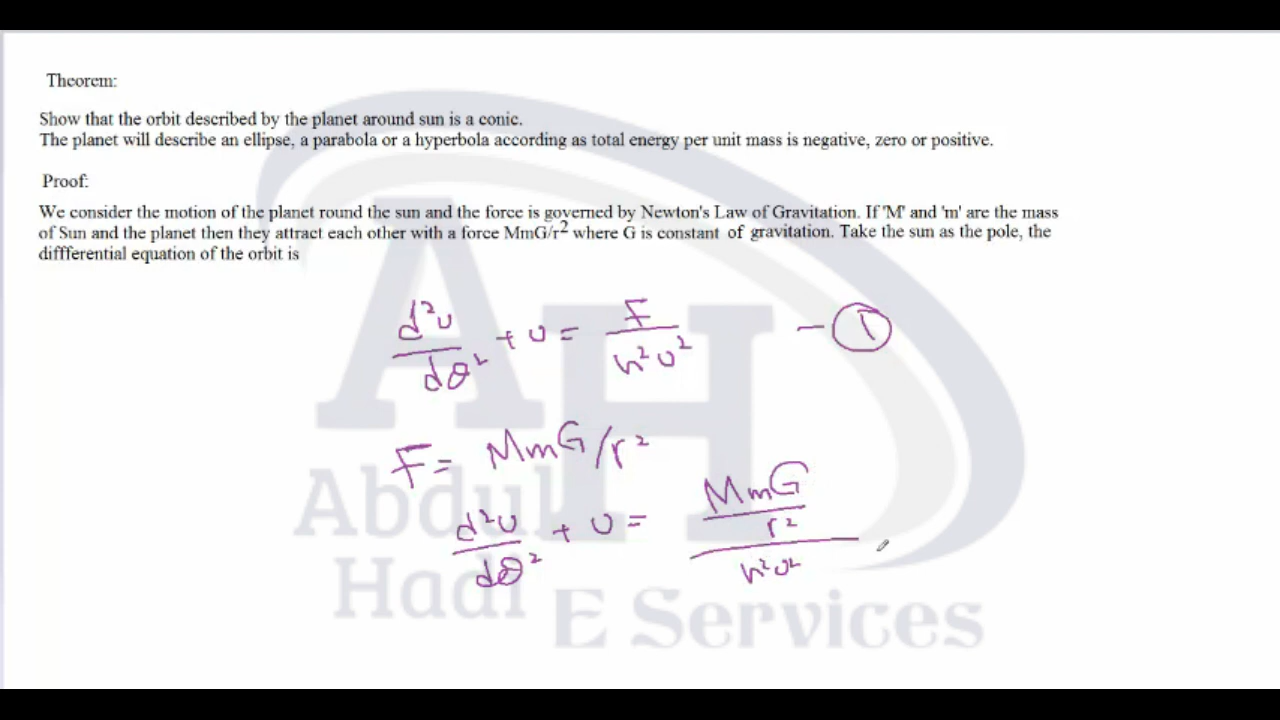 Theorem:
Show that the orbit described by the planet around sun is a conic.
The planet will describe an ellipse, a parabola or a hyperbola according as total energy per unit mass is negative, zero or positive.
Proof:
We consider the motion of the planet round the sun and the force is governed by Newton's Law of Gravitation. If 'M' and 'm' are the mass
of Sun and the planet then they attract each other with a force MmG/r² where G is constant of gravitation. Take the sun as the pole, the
diffferential equation of the orbit is
d²υ/dθ² + υ = F/h²υ² — ①
F = MmG/r²
d²υ/dθ² + υ = (MmG/r²)/h²υ²
AH
Abdul
Hadi
E Services